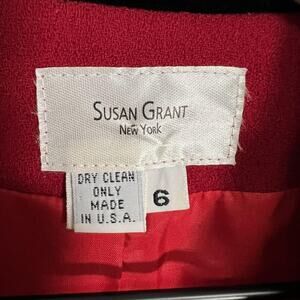 SUSAN GRANT
NEW YORK
DRY CLEAN
ONLY
MADE
IN U.S.A.
6